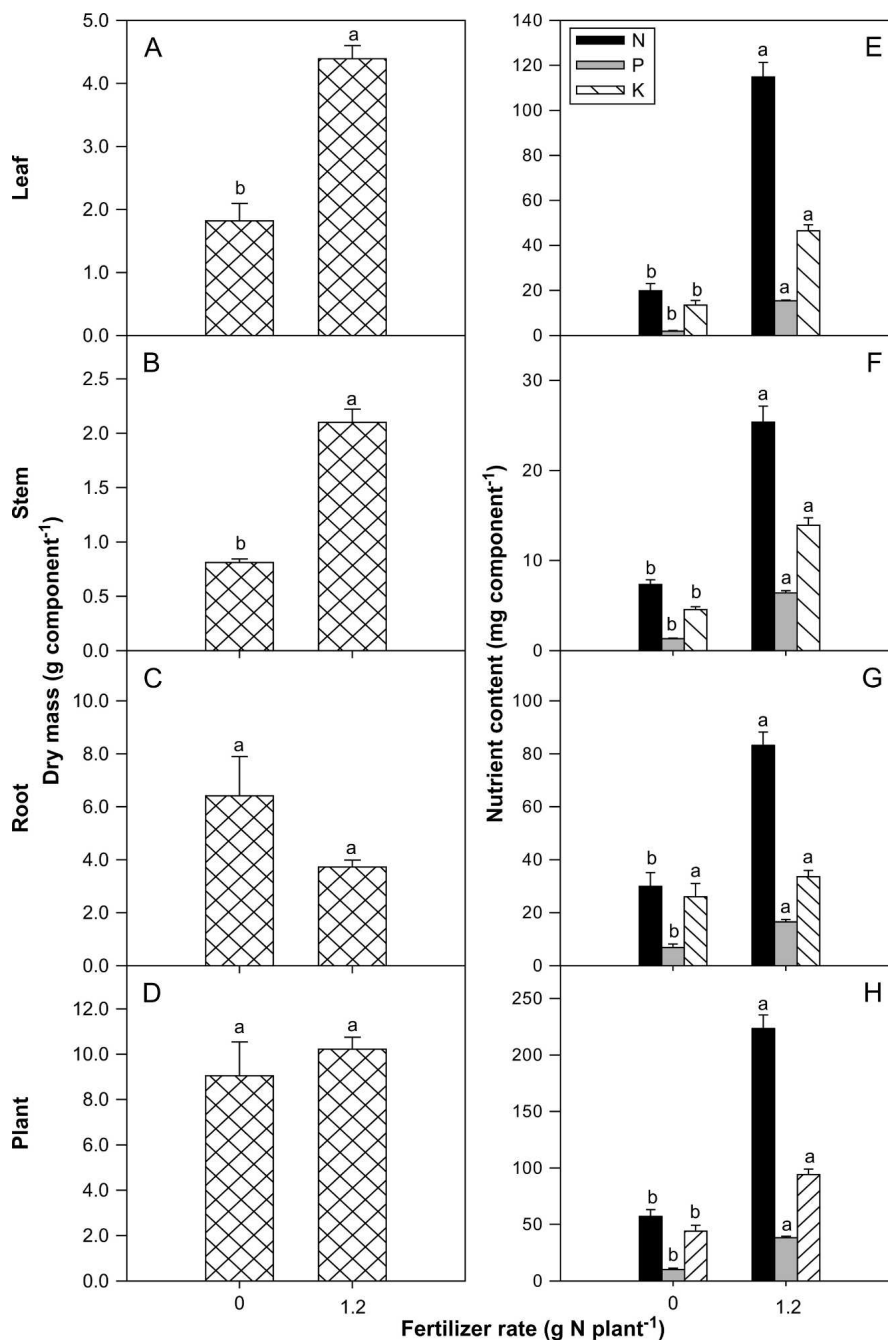 A
5.0
4.0
3.0
2.0
1.0
0.0
b
a
Leaf
E
N
P
K
140
120
100
80
60
40
20
0
b
b
b
a
a
a
B
2.5
2.0
1.5
1.0
0.5
0.0
b
a
Stem
F
30
20
10
0
b
b
b
a
a
a
Dry mass (g component⁻¹)
Nutrient content (mg component⁻¹)
C
10.0
8.0
6.0
4.0
2.0
0.0
a
a
Root
G
100
80
60
40
20
0
b
b
a
a
a
a
D
12.0
10.0
8.0
6.0
4.0
2.0
0.0
a
a
Plant
H
250
200
150
100
50
0
b
b
b
a
a
a
0 1.2
0 1.2
Fertilizer rate (g N plant⁻¹)